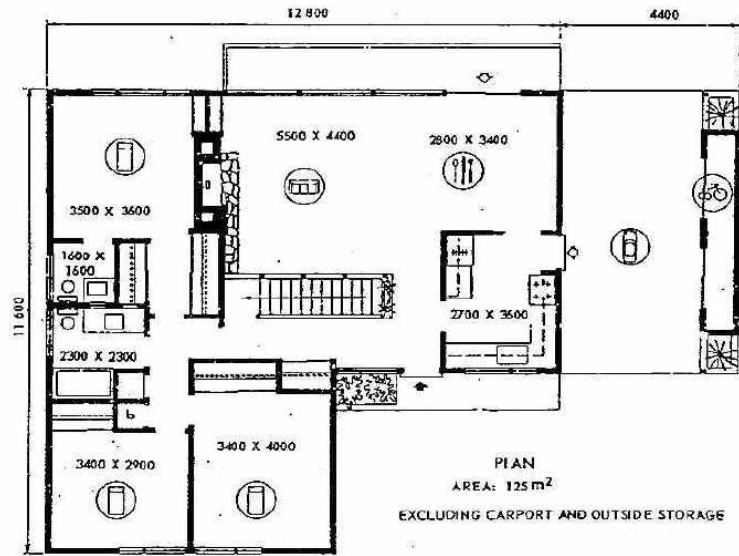 12 800
4400
5500 X 4400
2800 X 3400
3500 X 3600
1600 X
1600
11 600
2700 X 3600
2300 X 2300
3400 X 4000
3400 X 2900
PLAN
AREA: 125 m²
EXCLUDING CARPORT AND OUTSIDE STORAGE